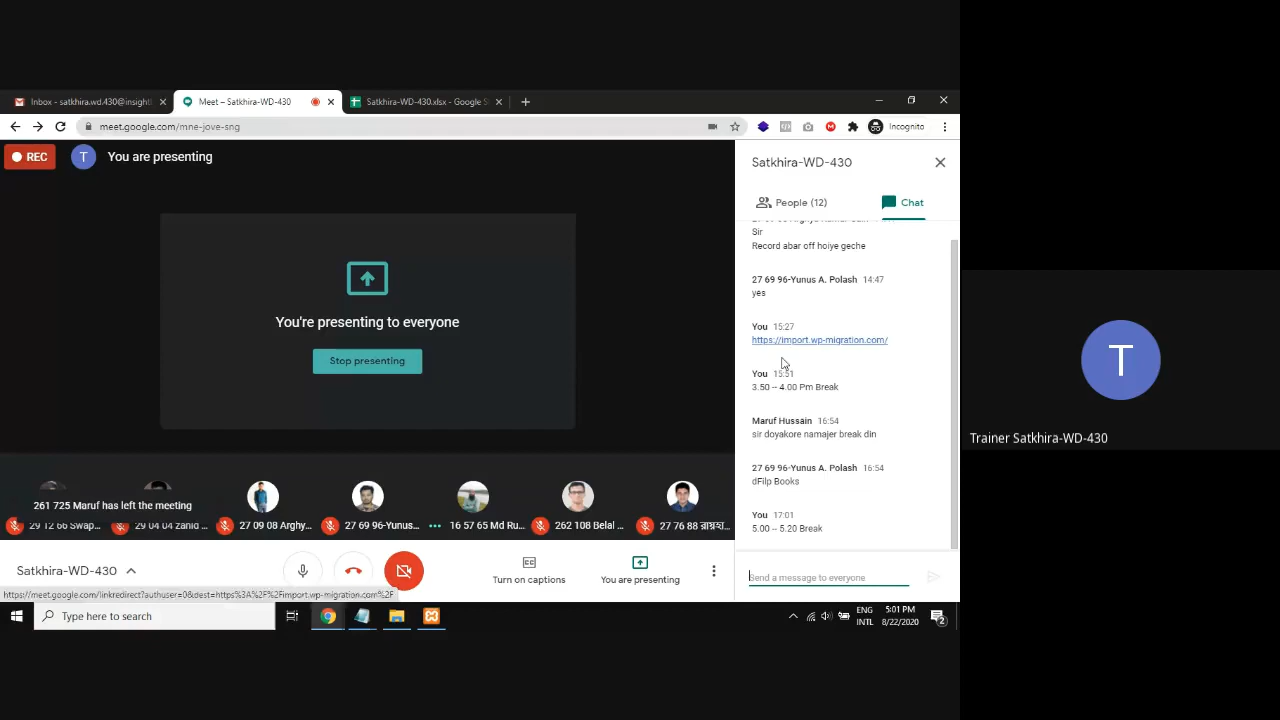 Inbox - satkhira.wd.430@insight
Meet – Satkhira-WD-430
Satkhira-WD-430.xlsx - Google S
meet.google.com/mne-jove-sng
Incognito
REC
T
You are presenting
Satkhira-WD-430
People (12)
Chat
Sir
Record abar off hoiye geche
27 69 96-Yunus A. Polash 14:47
yes
You 15:27
https://import.wp-migration.com/
You 15:51
3.50 -- 4.00 Pm Break
Maruf Hussain 16:54
sir doyakore namajer break din
27 69 96-Yunus A. Polash 16:54
dFilp Books
You 17:01
5.00 -- 5.20 Break
Send a message to everyone
You're presenting to everyone
Stop presenting
261 725 Maruf has left the meeting
29 12 66 Swap...
29 04 04 zahid ...
27 09 08 Arghy...
27 69 96-Yunus...
16 57 65 Md Ru...
262 108 Belal ...
27 76 88
Satkhira-WD-430
Turn on captions
You are presenting
https://meet.google.com/linkredirect?authuser=0&dest=https%3A%2F%2Fimport.wp-migration.com%2F
Type here to search
ENG
INTL
5:01 PM
8/22/2020
2
T
Trainer Satkhira-WD-430